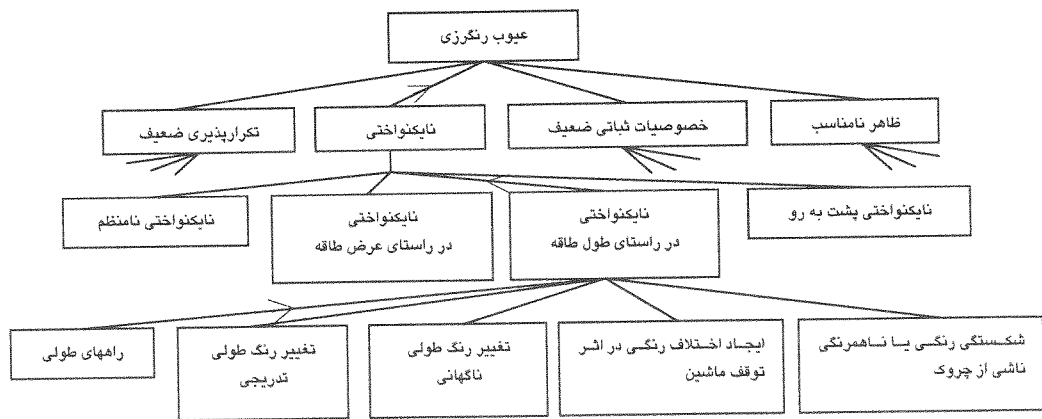 عیوب رنگرزی
ظاهر نامناسب
خصوصیات ثباتی ضعیف
نایکنواختی
تکرارپذیری ضعیف
نایکنواختی پشت به رو
نایکنواختی
در راستای طول طاقه
نایکنواختی
در راستای عرض طاقه
نایکنواختی نامنظم
شکستگی رنگی یا ناهمرنگی
ناشی از چروک
ایجاد اختلاف رنگی در اثر
توقف ماشین
تغییر رنگ طولی
ناگهانی
تغییر رنگ طولی
تدریجی
راههای طولی